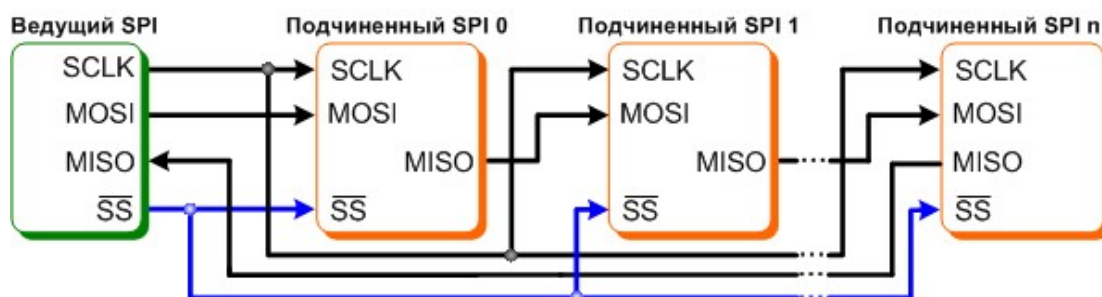 Ведущий SPI
Подчиненный SPI 0
Подчиненный SPI 1
Подчиненный SPI n
SCLK
MOSI
MISO
SS
SCLK
MOSI
MISO
SS
SCLK
MOSI
MISO
SS
SCLK
MOSI
MISO
SS